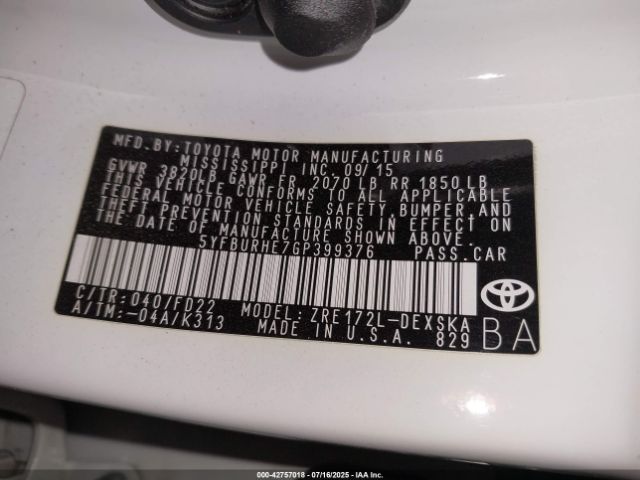 MFD. BY: TOYOTA MOTOR MANUFACTURING
MISSISSIPPI, INC. 09/15
GVWR 3820LB GAWR FR 2070 LB RR 1850 LB
THIS VEHICLE CONFORMS TO ALL APPLICABLE
FEDERAL MOTOR VEHICLE SAFETY, BUMPER, AND
THEFT PREVENTION STANDARDS IN EFFECT ON
THE DATE OF MANUFACTURE SHOWN ABOVE.
5YFBURHE7GP399376 PASS. CAR
C/TR: 040/FD22 MODEL: ZRE172L-DEXSKA
A/TM: -04A/K313 MADE IN U.S.A. 829
BA
000-42757018 - 07/16/2025 - IAA Inc.